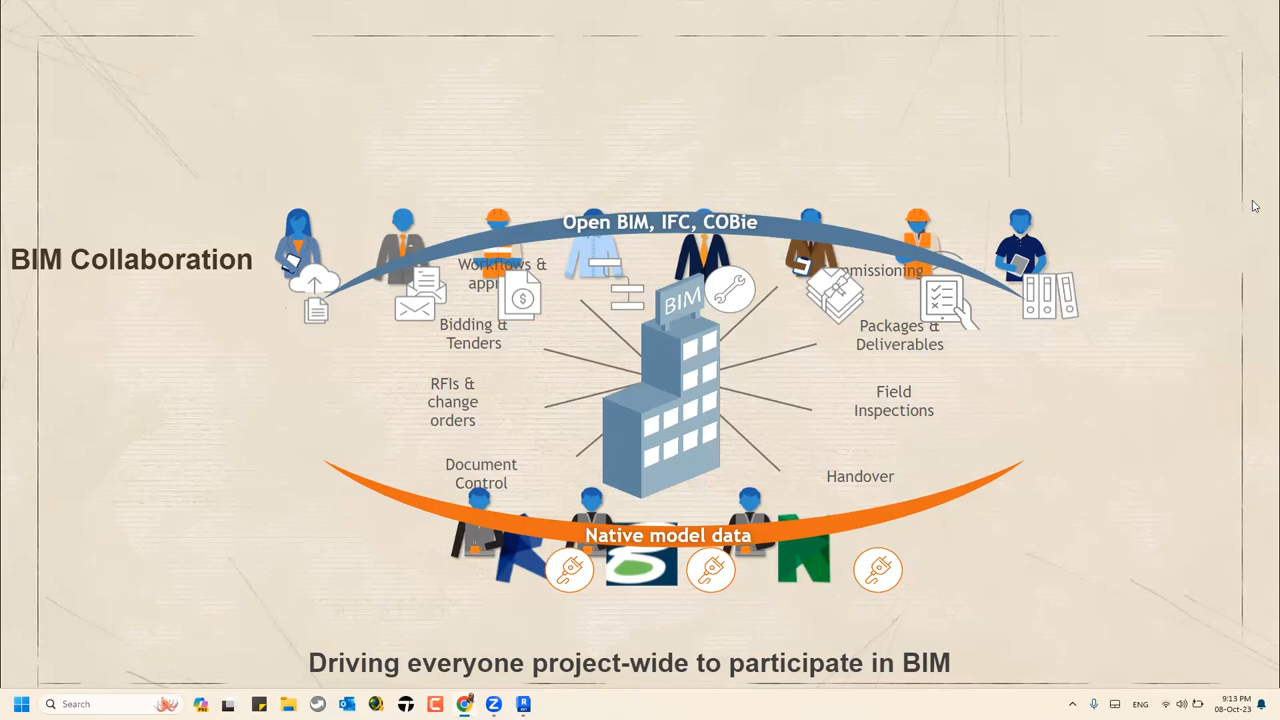 Open BIM, IFC, COBie
BIM Collaboration
Workflows &
BIM
Bidding &
Tenders
Packages &
Deliverables
RFIs &
change
orders
Field
Inspections
Document
Control
Handover
Native model data
Driving everyone project-wide to participate in BIM
Search
ENG
9:13 PM
08-Oct-23